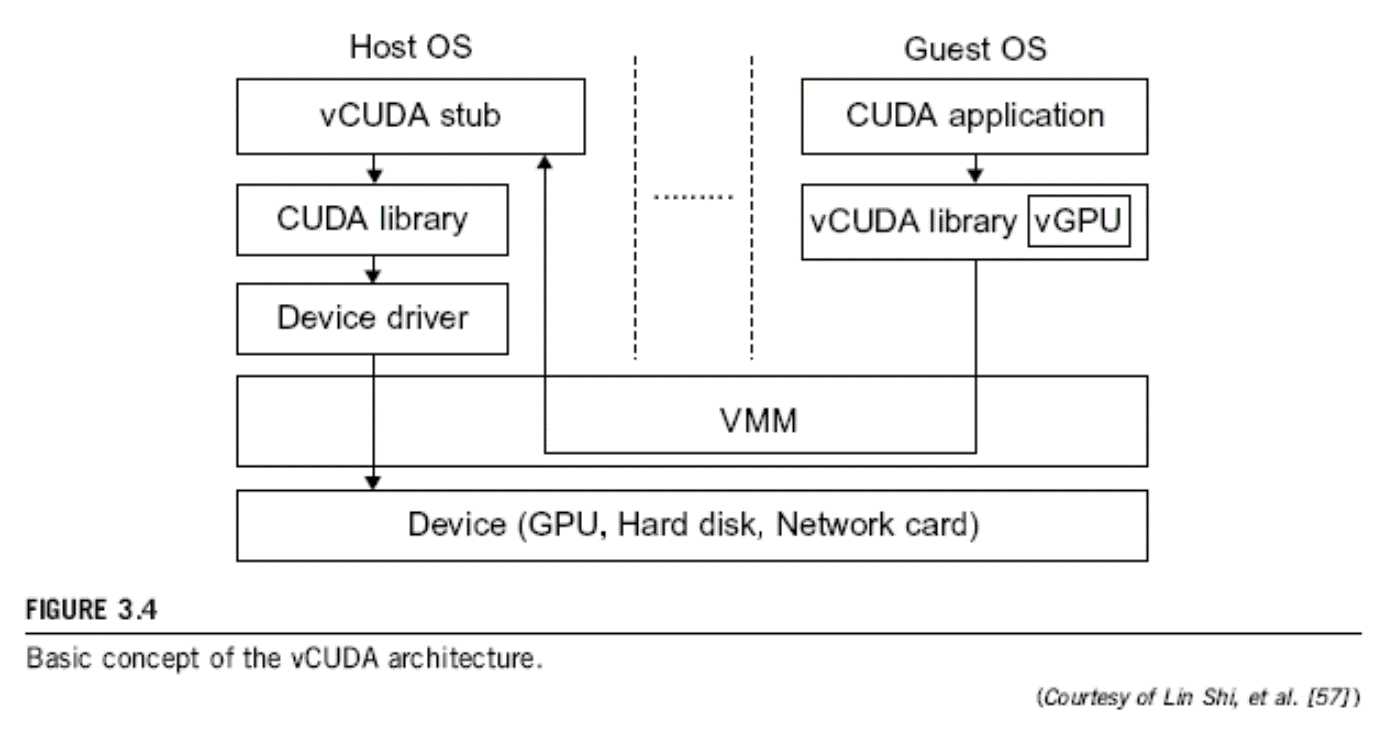 Host OS
Guest OS
vCUDA stub
CUDA application
CUDA library
vCUDA library vGPU
Device driver
VMM
Device (GPU, Hard disk, Network card)
FIGURE 3.4
Basic concept of the vCUDA architecture.
(Courtesy of Lin Shi, et al. [57])